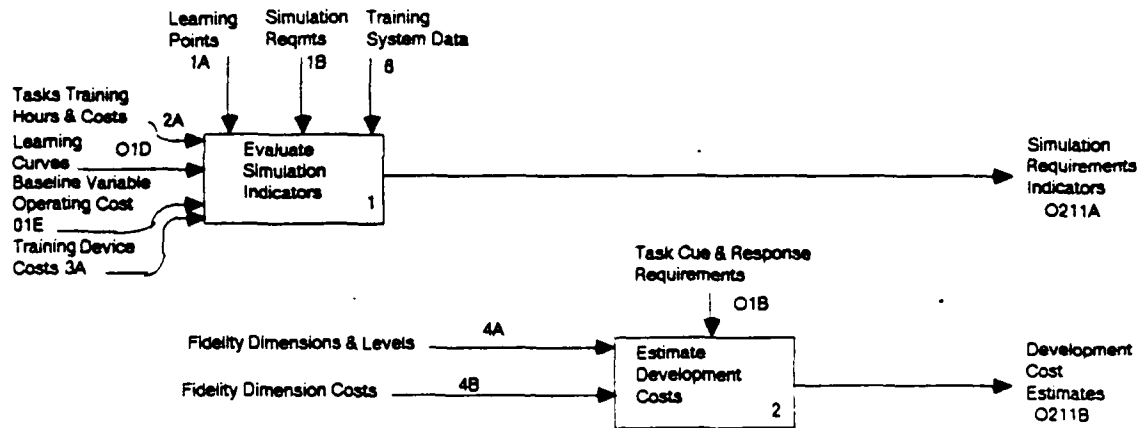 Learning
Points
1A
Simulation
Reqmts
1B
Training
System Data
6
Tasks Training
Hours & Costs
2A
Learning
Curves
O1D
Baseline Variable
Operating Cost
01E
Training Device
Costs 3A
Evaluate
Simulation
Indicators
1
Simulation
Requirements
Indicators
O211A
Task Cue & Response
Requirements
O1B
Fidelity Dimensions & Levels
4A
Fidelity Dimension Costs
4B
Estimate
Development
Costs
2
Development
Cost
Estimates
O211B